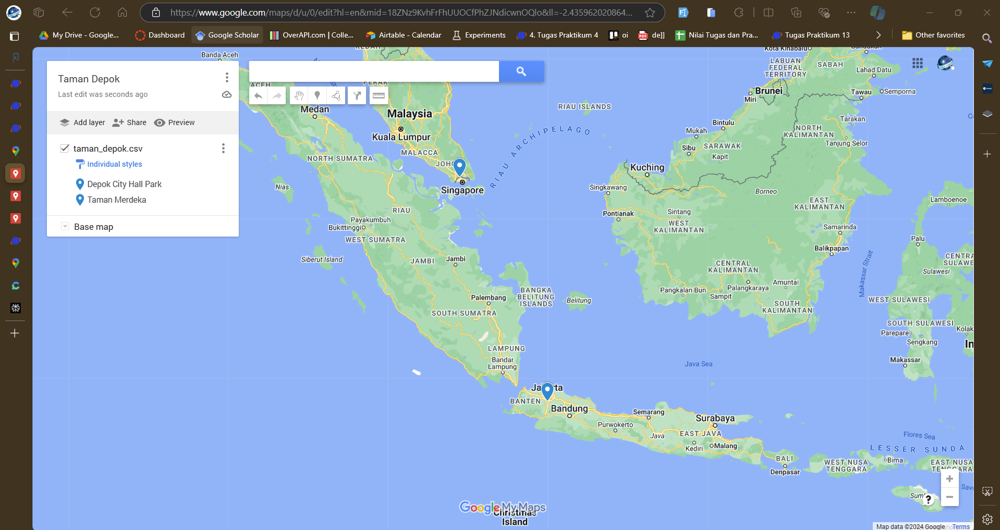 https://www.google.com/maps/d/u/0/edit?hl=en&mid=18ZNz9KvhFrFhUUOCfPhZJNdicwnOQlo&ll=-2.435962020864...
My Drive - Google...
Dashboard
Google Scholar
OverAPI.com | Colle...
Airtable - Calendar
Experiments
4. Tugas Praktikum 4
oi
de]]
Nilai Tugas dan Pra...
Tugas Praktikum 13
Other favorites
Taman Depok
Last edit was seconds ago
Add layer
Share
Preview
taman_depok.csv
Individual styles
Depok City Hall Park
Taman Merdeka
Base map
Banda Aceh
ACEH
PERAK
Medan
Malaysia
Kuala Lumpur
MALACCA
NORTH SUMATRA
Singapore
RIAU ISLANDS
RIAU ARCHIPELAGO
Nias
RIAU
Payakumbuh
Bukittinggi
WEST SUMATRA
Siberut Island
JAMBI
Jambi
BANGKA
BELITUNG
ISLANDS
Belitung
Palembang
SOUTH SUMATRA
LAMPUNG
Bandar
Lampung
BANTEN
Bandung
Semarang
Purwokerto
Java
Surabaya
EAST JAVA
Kediri
Malang
BALI
Denpasar
Java Sea
Kota Kinabalu
LABUAN
FEDERAL
TERRITORY
SABAH
Lahad Datu
Brunei
Miri
Tawau
Semporna
Bintulu
Mukah
Sibu
SARAWAK
Kapit
NORTH
KALIMANTAN
Tarakan
Tanjung Selor
Kuching
Singkawang
Borneo
Pontianak
Sintang
WEST
KALIMANTAN
EAST
KALIMANTAN
Samarinda
Balikpapan
CENTRAL
KALIMANTAN
Pangkalan Bun
Sampit
Palangkaraya
Amuntai
SOUTH
KALIMANTAN
Makassar Strait
Lamboenoe
Palu
Sulawesi
WEST SULAWESI
SOUTH SULAWESI
Parepare
Sengkang
Makassar
Flores Sea
LESSER SUNDA
WEST NUSA
TENGGARA
Bima
EAST NUSA
TENGGARA
Google My Maps
Christmas
Island
?
Map data ©2024 Google
Terms